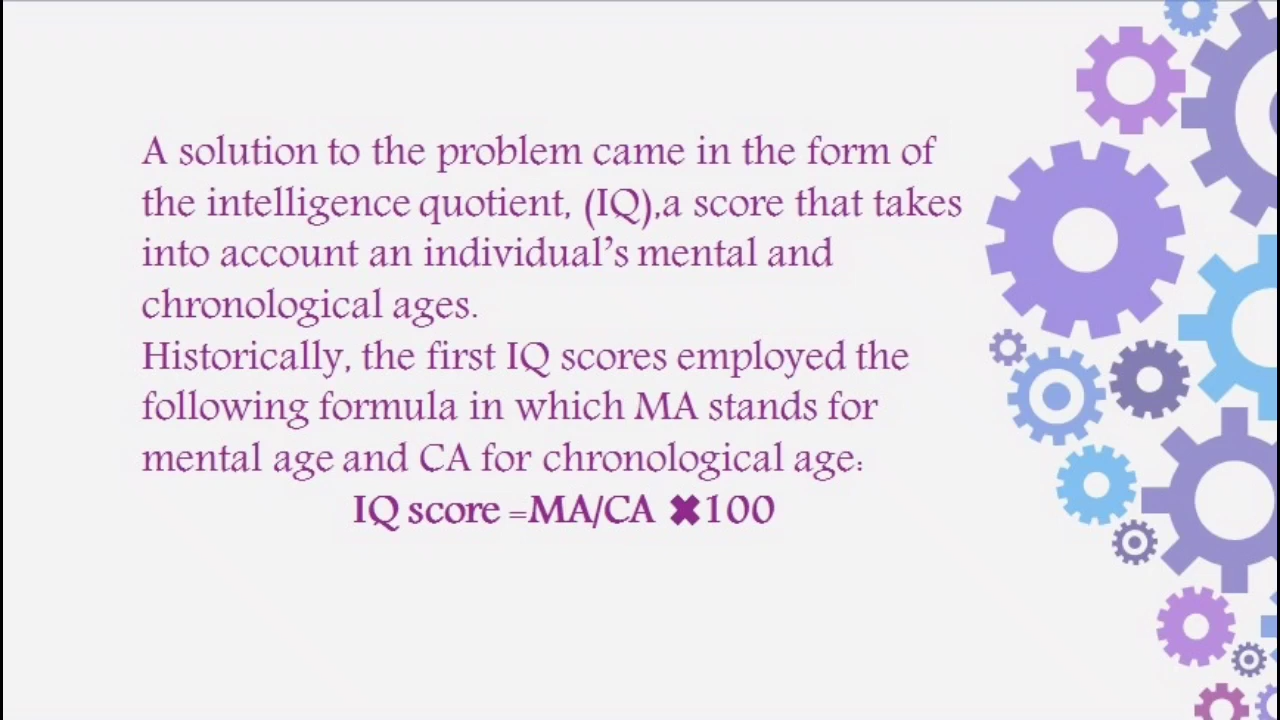 A solution to the problem came in the form of
the intelligence quotient, (IQ),a score that takes
into account an individual’s mental and
chronological ages.
Historically, the first IQ scores employed the
following formula in which MA stands for
mental age and CA for chronological age:
IQ score =MA/CA ✖100